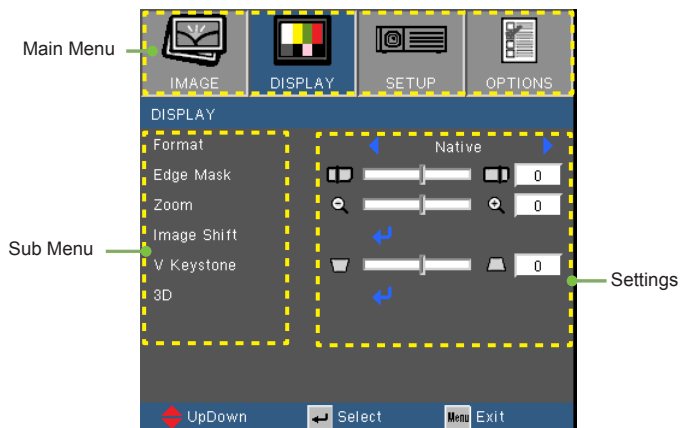 Main Menu
IMAGE
DISPLAY
SETUP
OPTIONS
DISPLAY
Format
Native
Edge Mask
0
Zoom
0
Image Shift
Sub Menu
V Keystone
0
Settings
3D
UpDown
Select
Menu
Exit